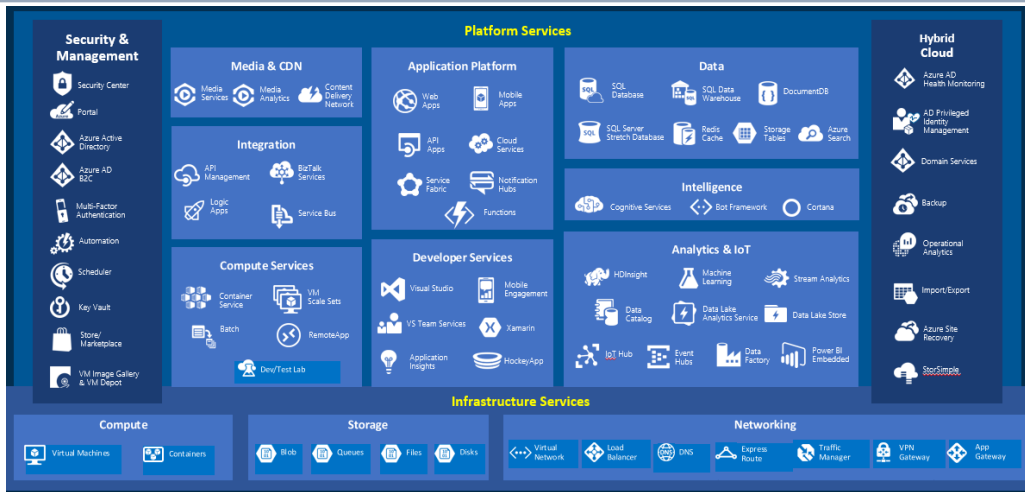 Platform Services
Security &
Management
Security Center
Portal
Azure Active
Directory
Azure AD
B2C
Multi-Factor
Authentication
Automation
Scheduler
Key Vault
Store/
Marketplace
VM Image Gallery
& VM Depot
Media & CDN
Media
Services
Media
Analytics
Content
Delivery
Network
Integration
API
Management
BizTalk
Services
Logic
Apps
Service Bus
Compute Services
Container
Service
VM
Scale Sets
Batch
RemoteApp
Dev/Test Lab
Application Platform
Web
Apps
Mobile
Apps
API
Apps
Cloud
Services
Service
Fabric
Notification
Hubs
Functions
Developer Services
Visual Studio
Mobile
Engagement
VS Team Services
Xamarin
Application
Insights
HockeyApp
Data
SQL
SQL
Database
SQL Data
Warehouse
DocumentDB
SQL
SQL Server
Stretch Database
Redis
Cache
Storage
Tables
Azure
Search
Intelligence
Cognitive Services
Bot Framework
Cortana
Analytics & IoT
HDInsight
Machine
Learning
Stream Analytics
Data
Catalog
Data Lake
Analytics Service
Data Lake Store
IoT Hub
Event
Hubs
Data
Factory
Power BI
Embedded
Hybrid
Cloud
Azure AD
Health Monitoring
AD Privileged
Identity
Management
Domain Services
Backup
Operational
Analytics
Import/Export
Azure Site
Recovery
StorSimple
Infrastructure Services
Compute
Virtual Machines
Containers
Storage
Blob
Queues
Files
Disks
Networking
Virtual
Network
Load
Balancer
DNS
DNS
Express
Route
Traffic
Manager
VPN
Gateway
App
Gateway